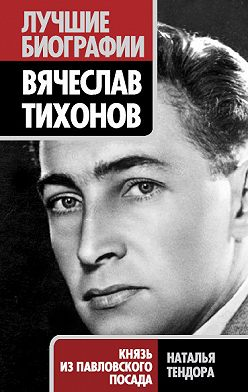 ЛУЧШИЕ
БИОГРАФИИ
ВЯЧЕСЛАВ
ТИХОНОВ
КНЯЗЬ
ИЗ ПАВЛОВСКОГО
ПОСАДА
НАТАЛЬЯ
ТЕНДОРА